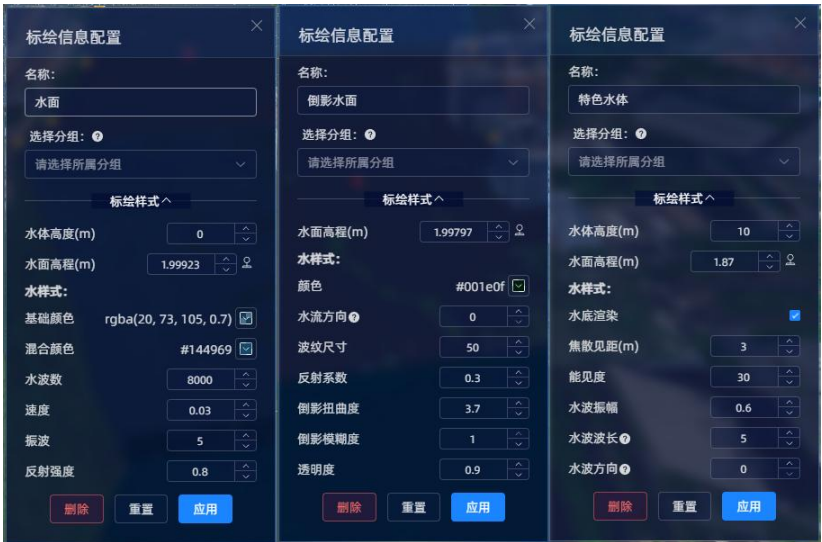 标绘信息配置
名称:
水面
选择分组:
请选择所属分组
标绘样式
水体高度(m) 0
水面高程(m) 1.99923
水样式:
基础颜色 rgba(20, 73, 105, 0.7)
混合颜色 #144969
水波数 8000
速度 0.03
振波 5
反射强度 0.8
删除 重置 应用
标绘信息配置
名称:
倒影水面
选择分组:
请选择所属分组
标绘样式
水面高程(m) 1.99797
水样式:
颜色 #001e0f
水流方向 0
波纹尺寸 50
反射系数 0.3
倒影扭曲度 3.7
倒影模糊度 1
透明度 0.9
删除 重置 应用
标绘信息配置
名称:
特色水体
选择分组:
请选择所属分组
标绘样式
水体高度(m) 10
水面高程(m) 1.87
水样式:
水底渲染
焦散见距(m) 3
能见度 30
水波振幅 0.6
水波波长 5
水波方向 0
删除 重置 应用